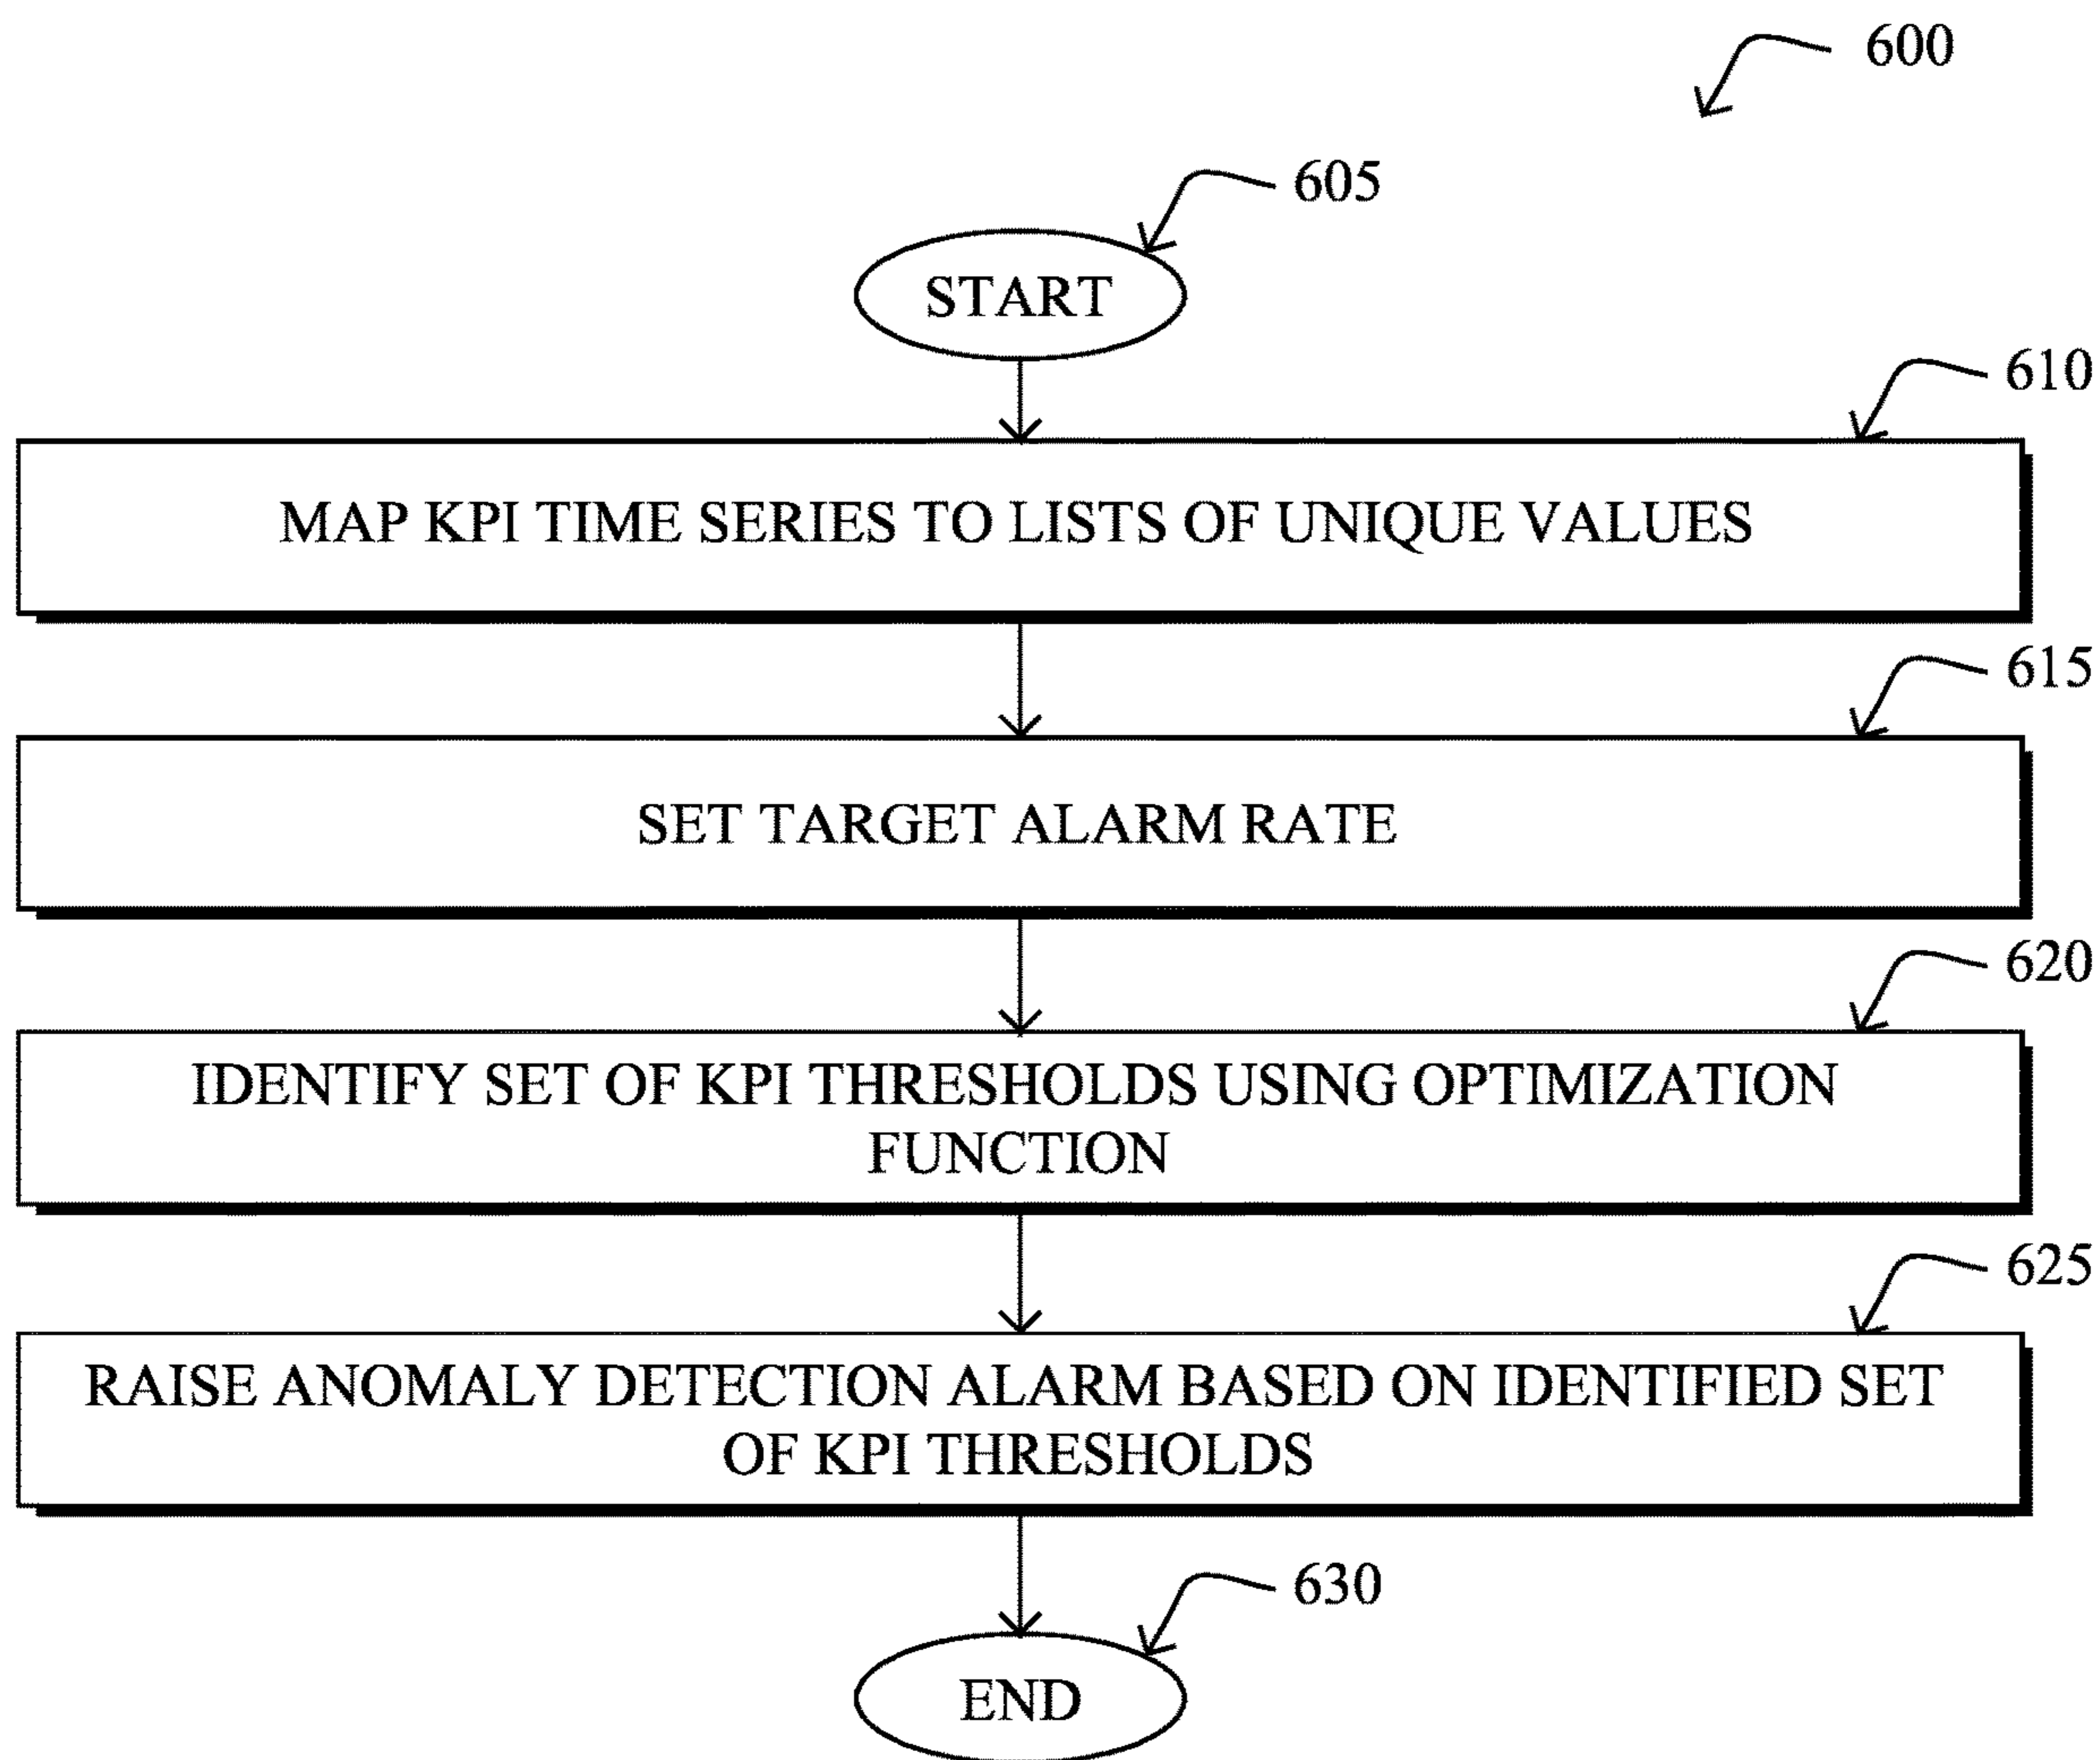 600
605
START
610
MAP KPI TIME SERIES TO LISTS OF UNIQUE VALUES
615
SET TARGET ALARM RATE
620
IDENTIFY SET OF KPI THRESHOLDS USING OPTIMIZATION
FUNCTION
625
RAISE ANOMALY DETECTION ALARM BASED ON IDENTIFIED SET
OF KPI THRESHOLDS
630
END